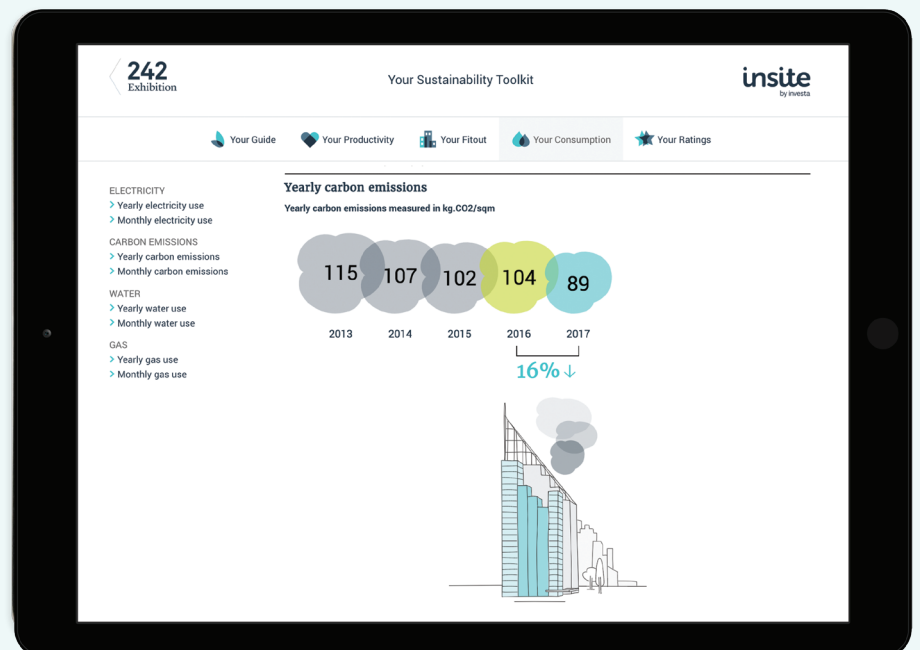 242
Exhibition
Your Sustainability Toolkit
insite
by investa
Your Guide
Your Productivity
Your Fitout
Your Consumption
Your Ratings
ELECTRICITY
> Yearly electricity use
> Monthly electricity use
CARBON EMISSIONS
> Yearly carbon emissions
> Monthly carbon emissions
WATER
> Yearly water use
> Monthly water use
GAS
> Yearly gas use
> Monthly gas use
Yearly carbon emissions
Yearly carbon emissions measured in kg.CO2/sqm
115 107 102 104 89
2013 2014 2015 2016 2017
16% ↓